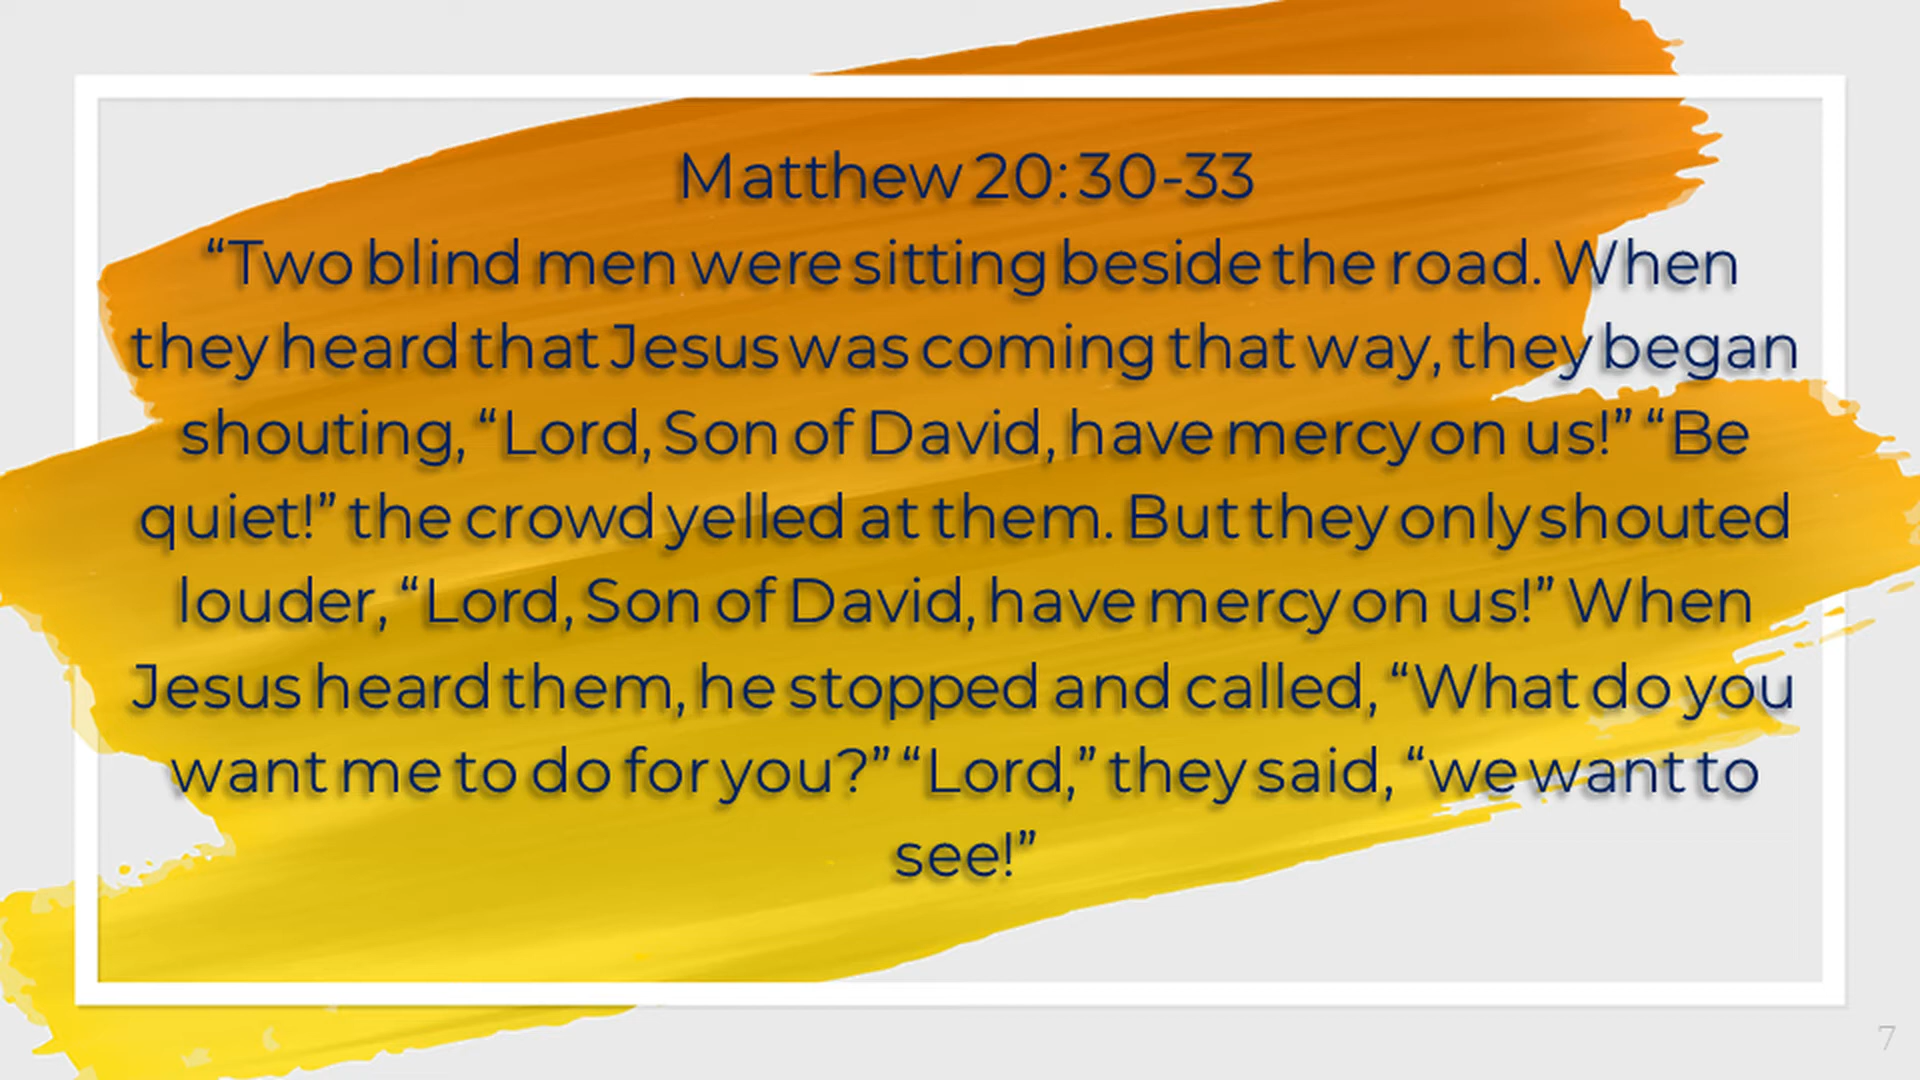 Matthew 20:30-33
“Two blind men were sitting beside the road. When
they heard that Jesus was coming that way, they began
shouting, “Lord, Son of David, have mercy on us!” “Be
quiet!” the crowd yelled at them. But they only shouted
louder, “Lord, Son of David, have mercy on us!” When
Jesus heard them, he stopped and called, “What do you
want me to do for you?” “Lord,” they said, “we want to
see!”
7